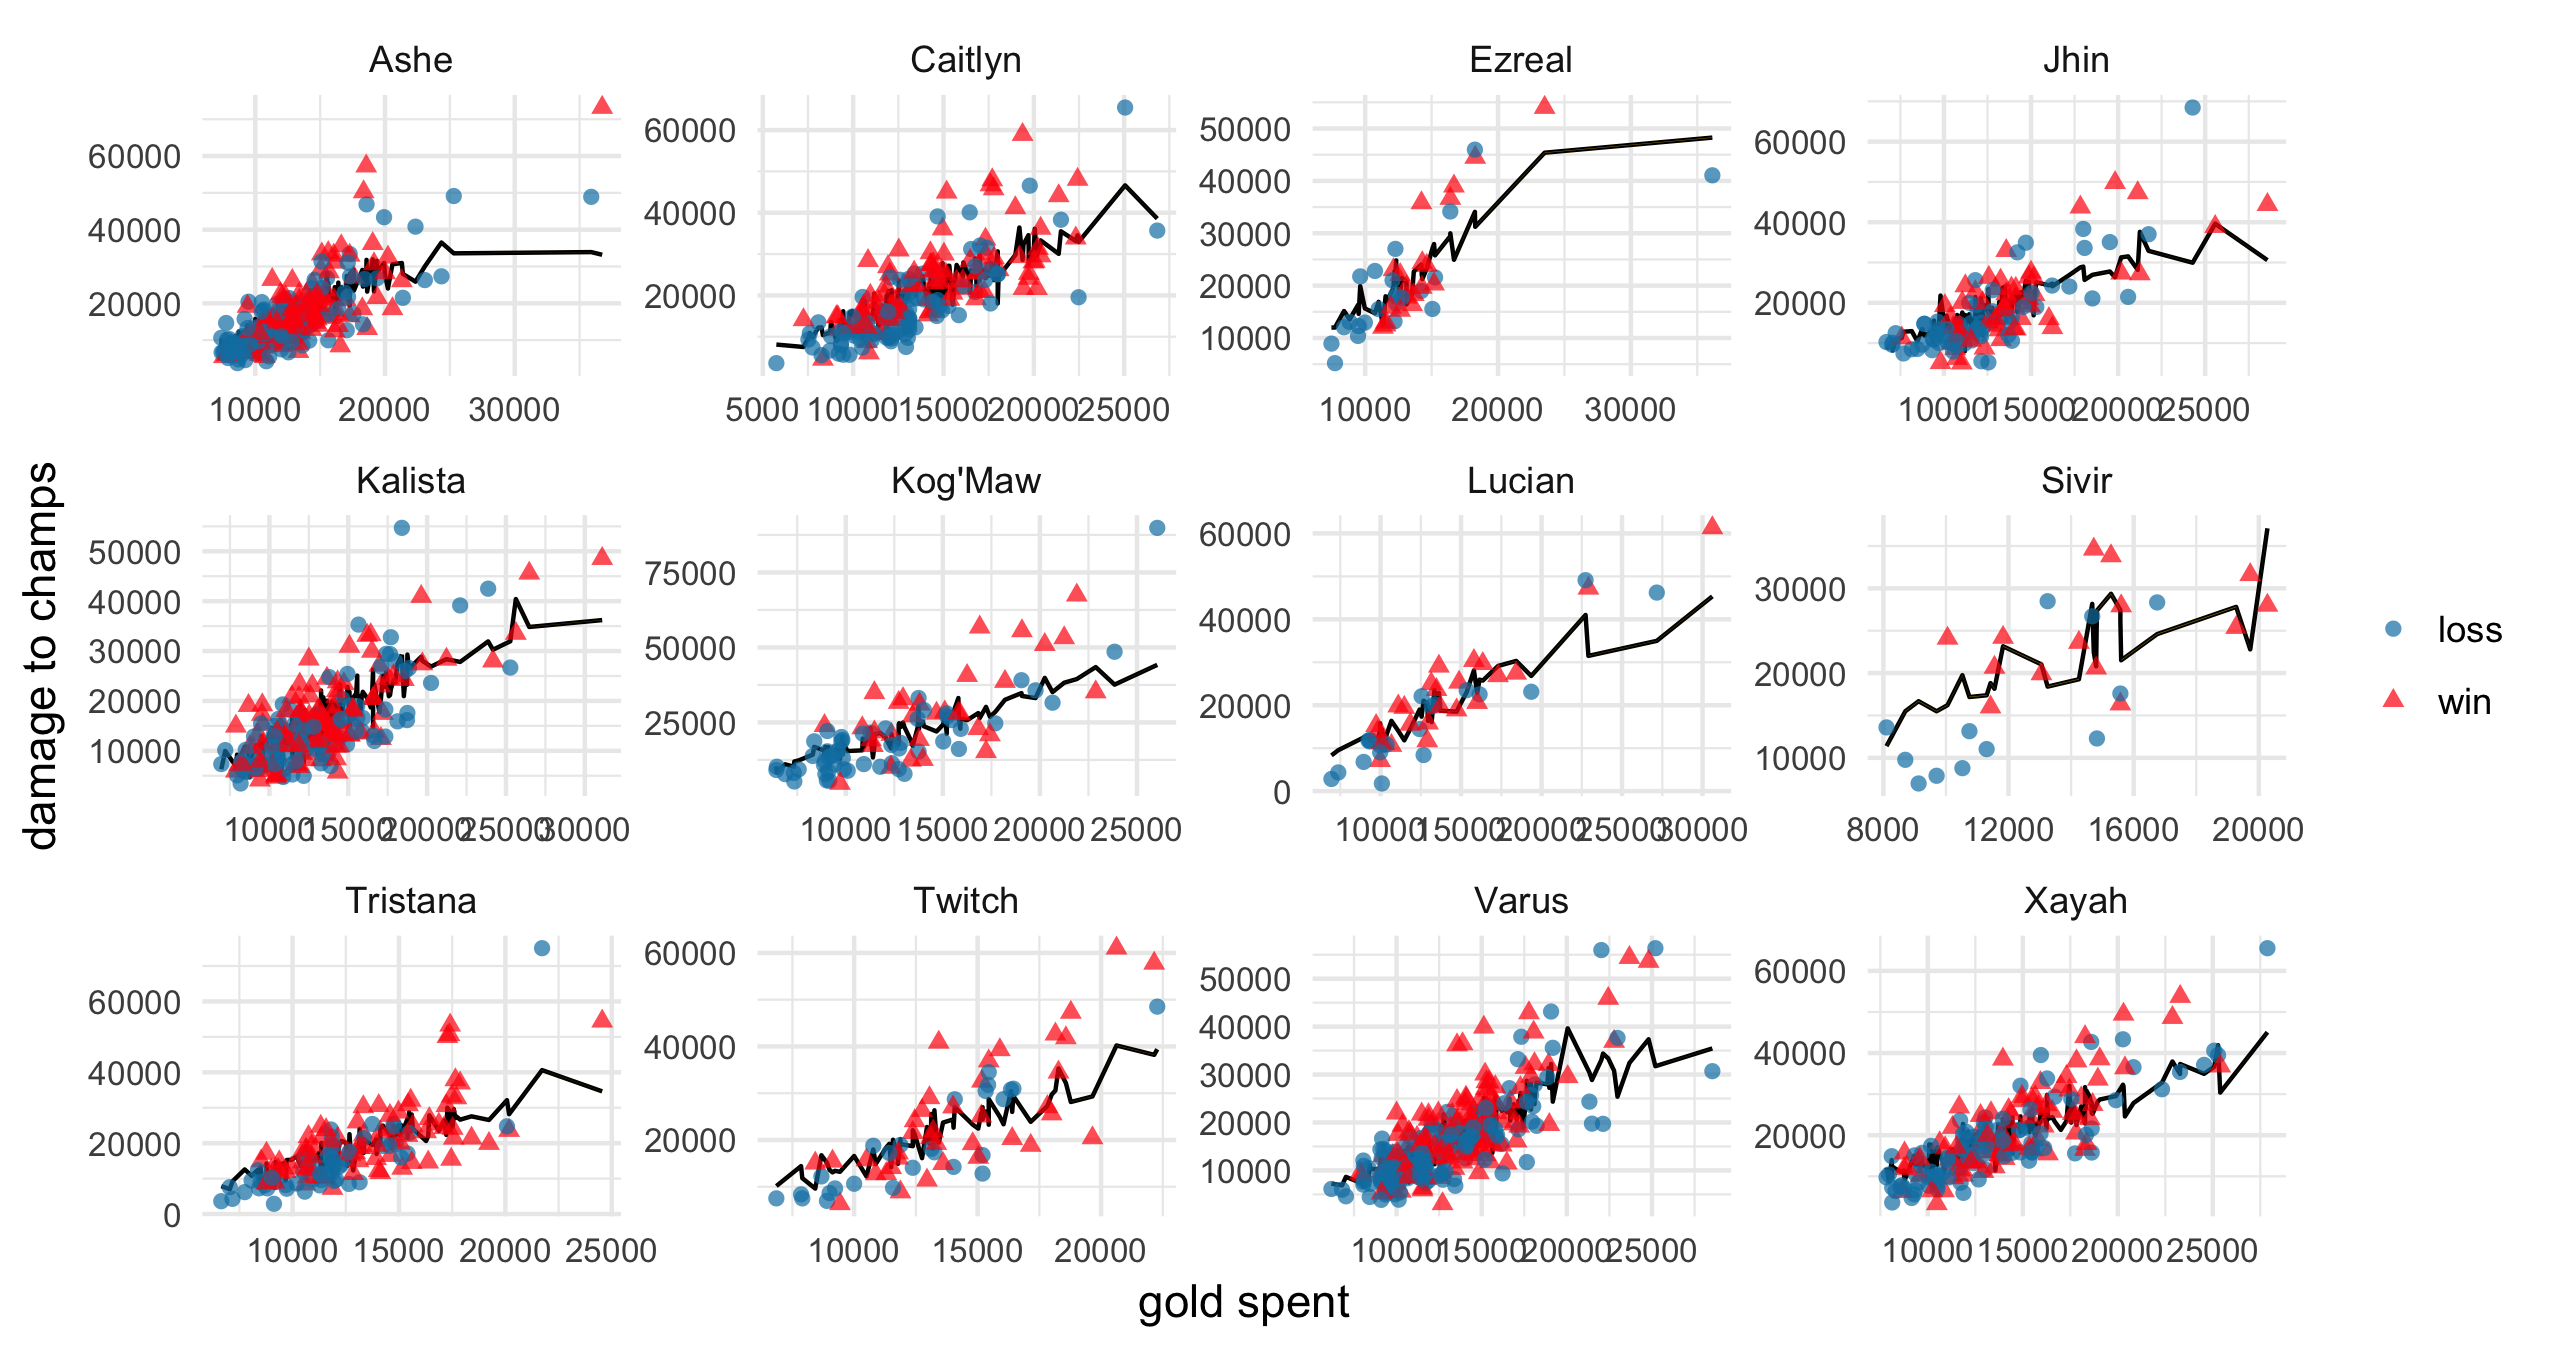 Ashe
Caitlyn
Ezreal
Jhin
60000
40000
20000
60000
40000
20000
50000
40000
30000
20000
10000
60000
40000
20000
10000 20000 30000
5000 10000 15000 20000 25000
10000 20000 30000
10000 15000 20000 25000
Kalista
Kog'Maw
Lucian
Sivir
50000
40000
30000
20000
10000
75000
50000
25000
60000
40000
20000
0
30000
20000
10000
10000 15000 20000 25000 30000
10000 15000 20000 25000
10000 15000 20000 25000 30000
8000 12000 16000 20000
Tristana
Twitch
Varus
Xayah
60000
40000
20000
0
60000
40000
20000
50000
40000
30000
20000
10000
60000
40000
20000
10000 15000 20000 25000
10000 15000 20000
10000 15000 20000 25000
10000 15000 20000 25000
gold spent
damage to champs
loss
win